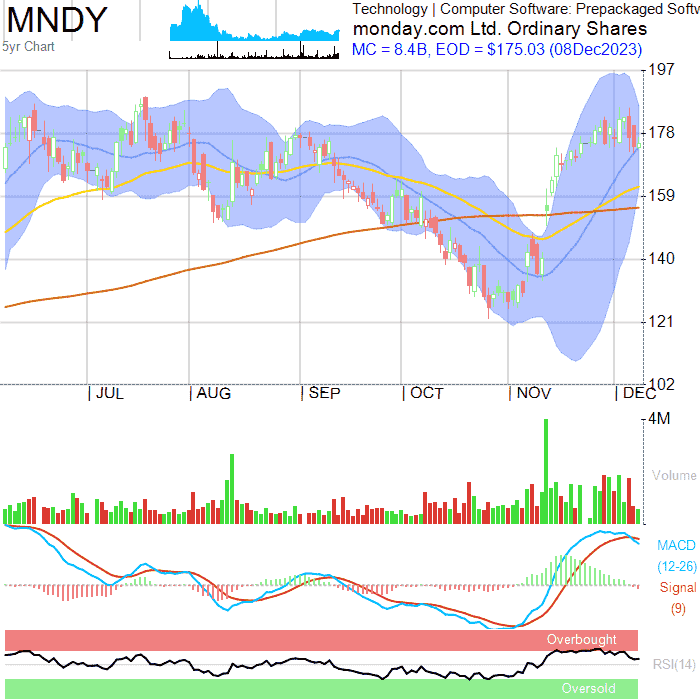 MNDY
5yr Chart
Technology | Computer Software: Prepackaged Softw
monday.com Ltd. Ordinary Shares
MC = 8.4B, EOD = $175.03 (08Dec2023)
197
178
159
140
121
102
JUL AUG SEP OCT NOV DEC
4M
Volume
MACD
(12-26)
Signal
(9)
Overbought
RSI(14)
Oversold